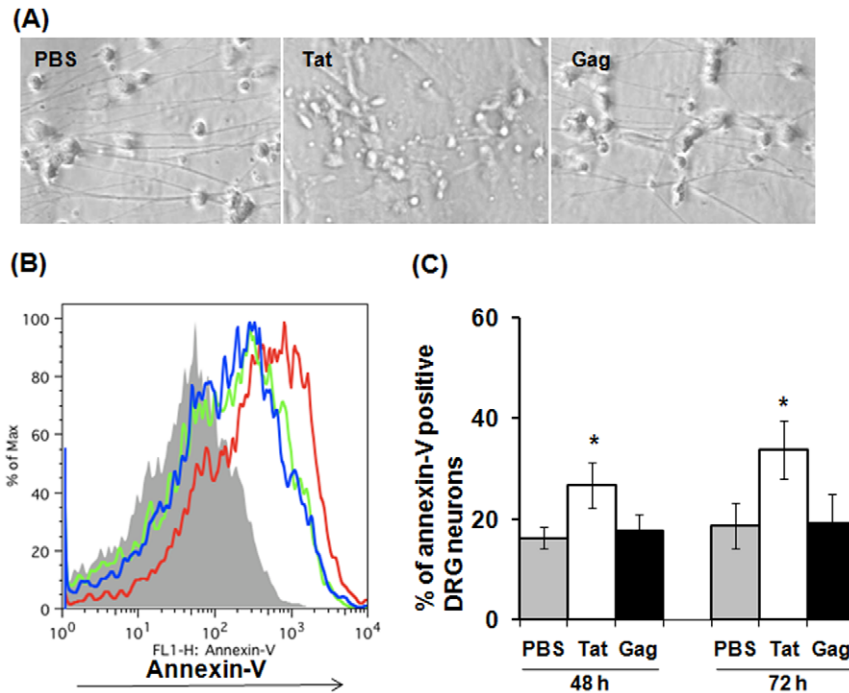 (A)
PBS
Tat
Gag
(B)
% of Max
100
80
60
40
20
0
10^0
10^1
10^2
10^3
10^4
FL1-H: Annexin-V
Annexin-V
(C)
% of annexin-V positive
DRG neurons
60
40
20
0
*
*
PBS Tat Gag
PBS Tat Gag
48 h
72 h